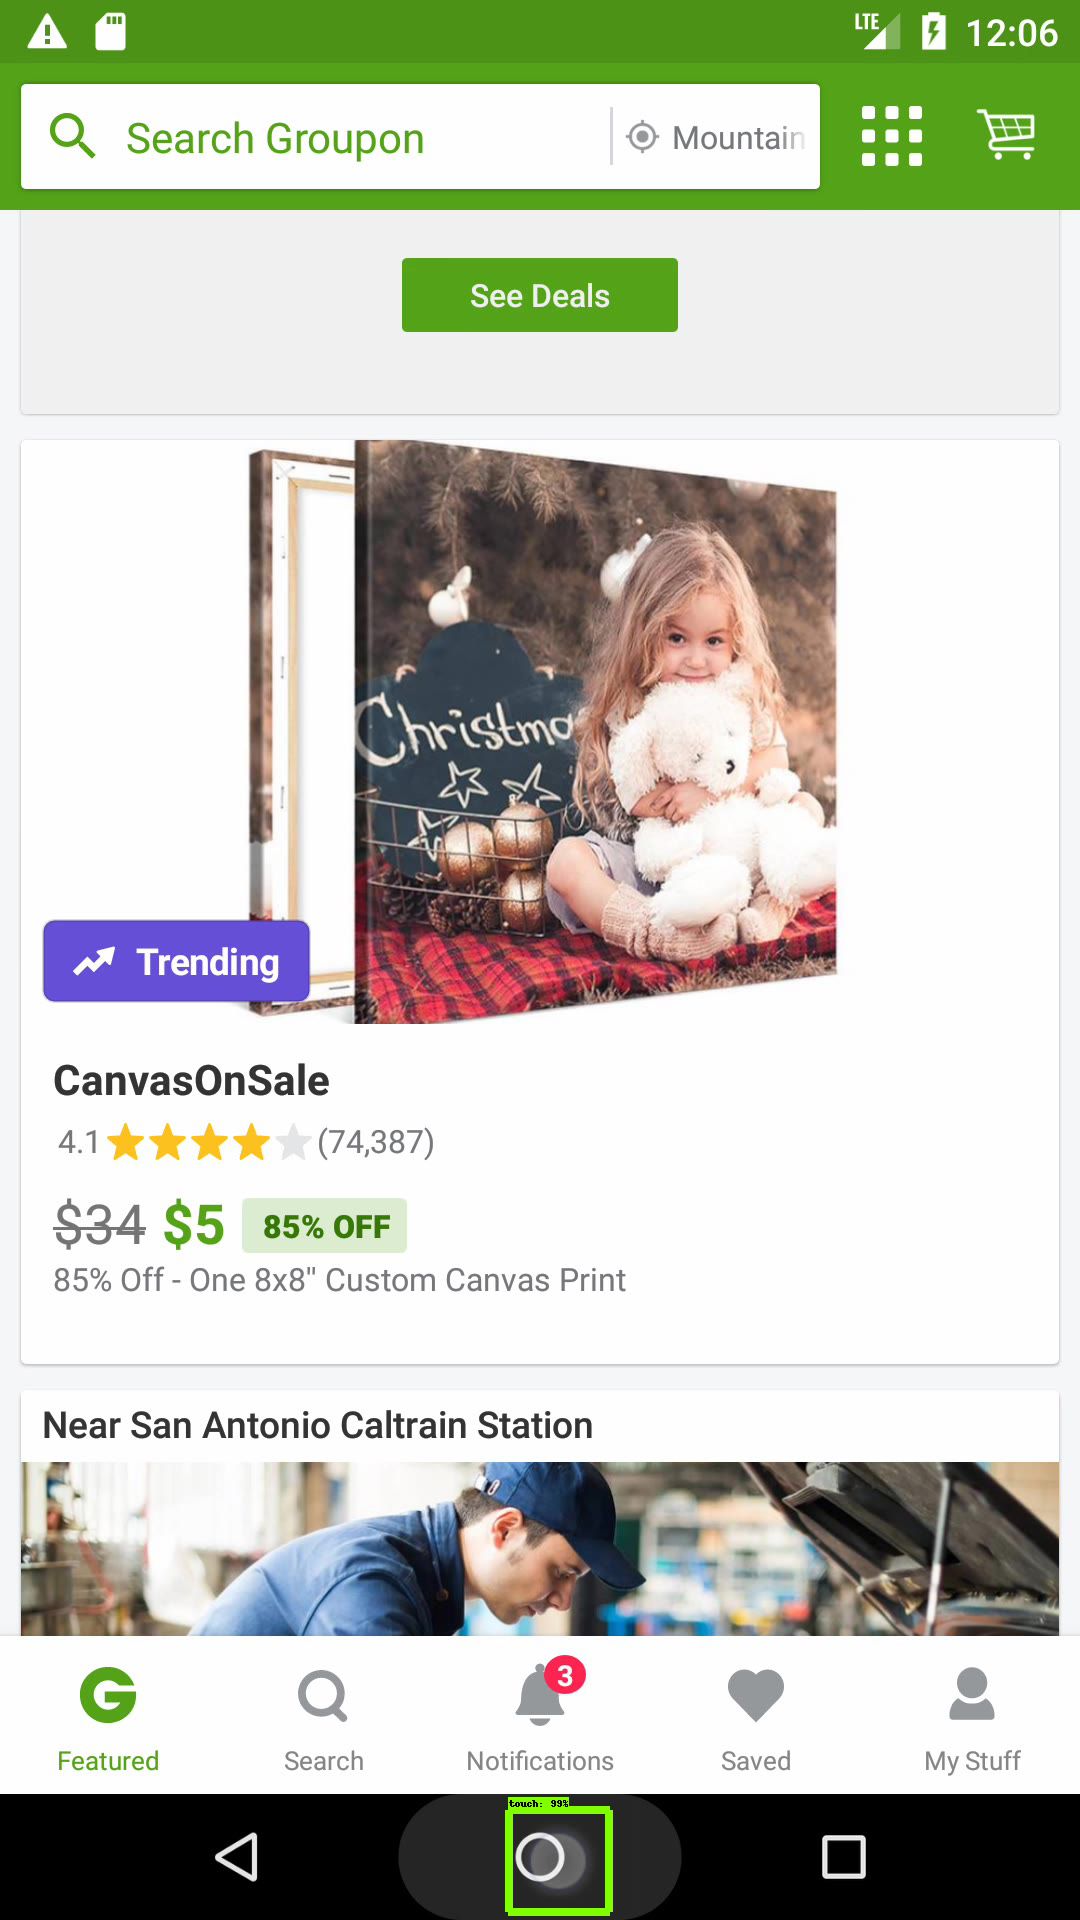 LTE 12:06
Search Groupon Mountain
See Deals
Christma
Trending
CanvasOnSale
4.1 (74,387)
$34 $5 85% OFF
85% Off - One 8x8" Custom Canvas Print
Near San Antonio Caltrain Station
3
Featured Search Notifications Saved My Stuff
touch: 99%